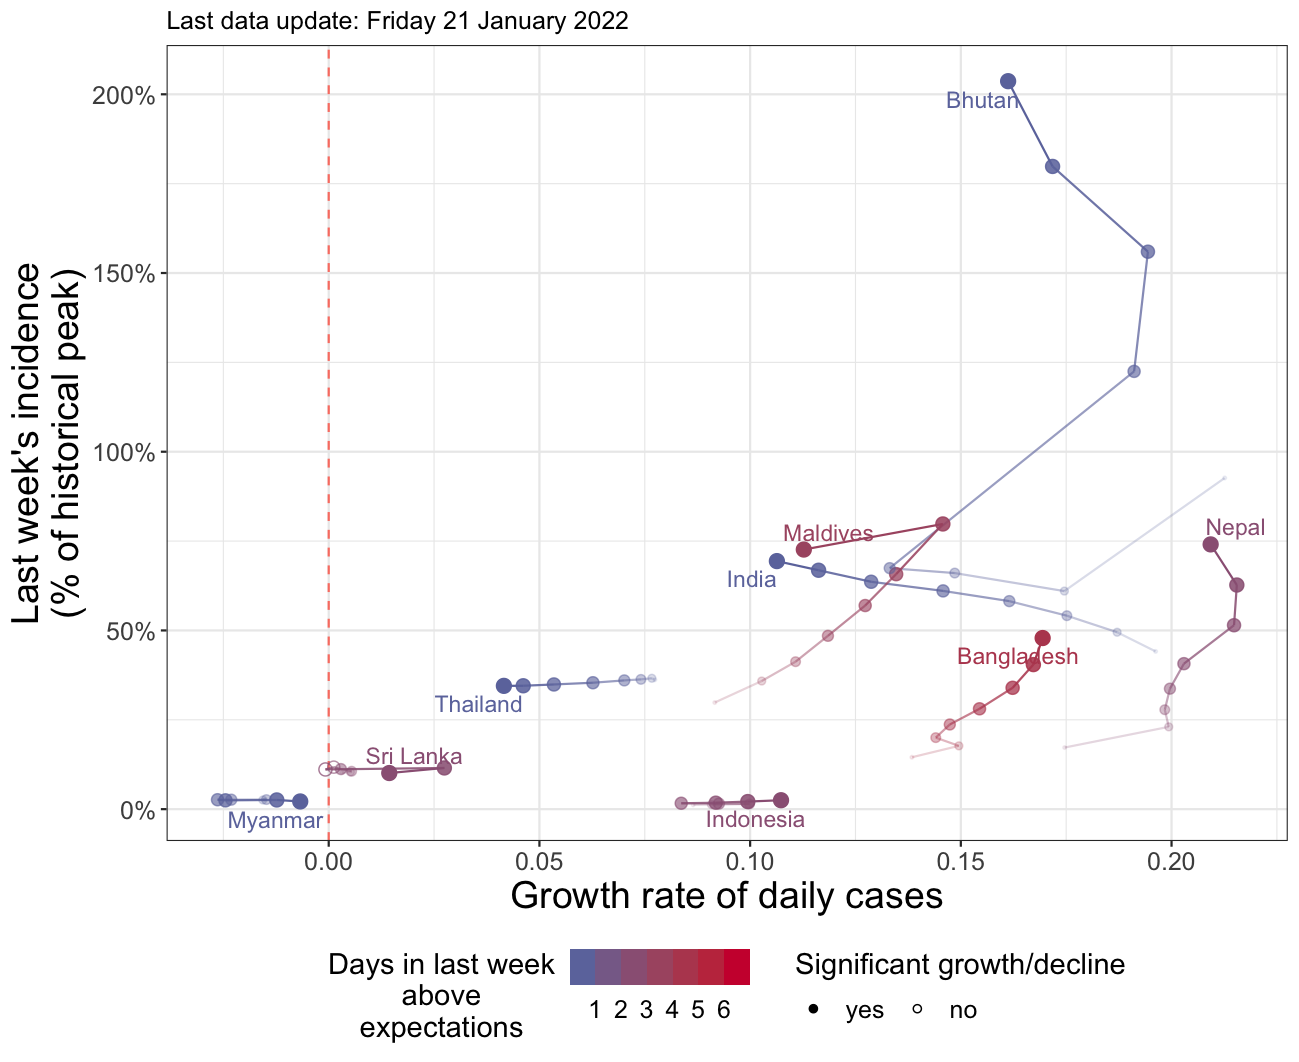 Last data update: Friday 21 January 2022
Last week's incidence
(% of historical peak)
200%
150%
100%
50%
0%
Bhutan
Maldives
Nepal
India
Bangladesh
Thailand
Sri Lanka
Myanmar
Indonesia
0.00 0.05 0.10 0.15 0.20
Growth rate of daily cases
Days in last week
above
expectations
1 2 3 4 5 6
Significant growth/decline
yes no